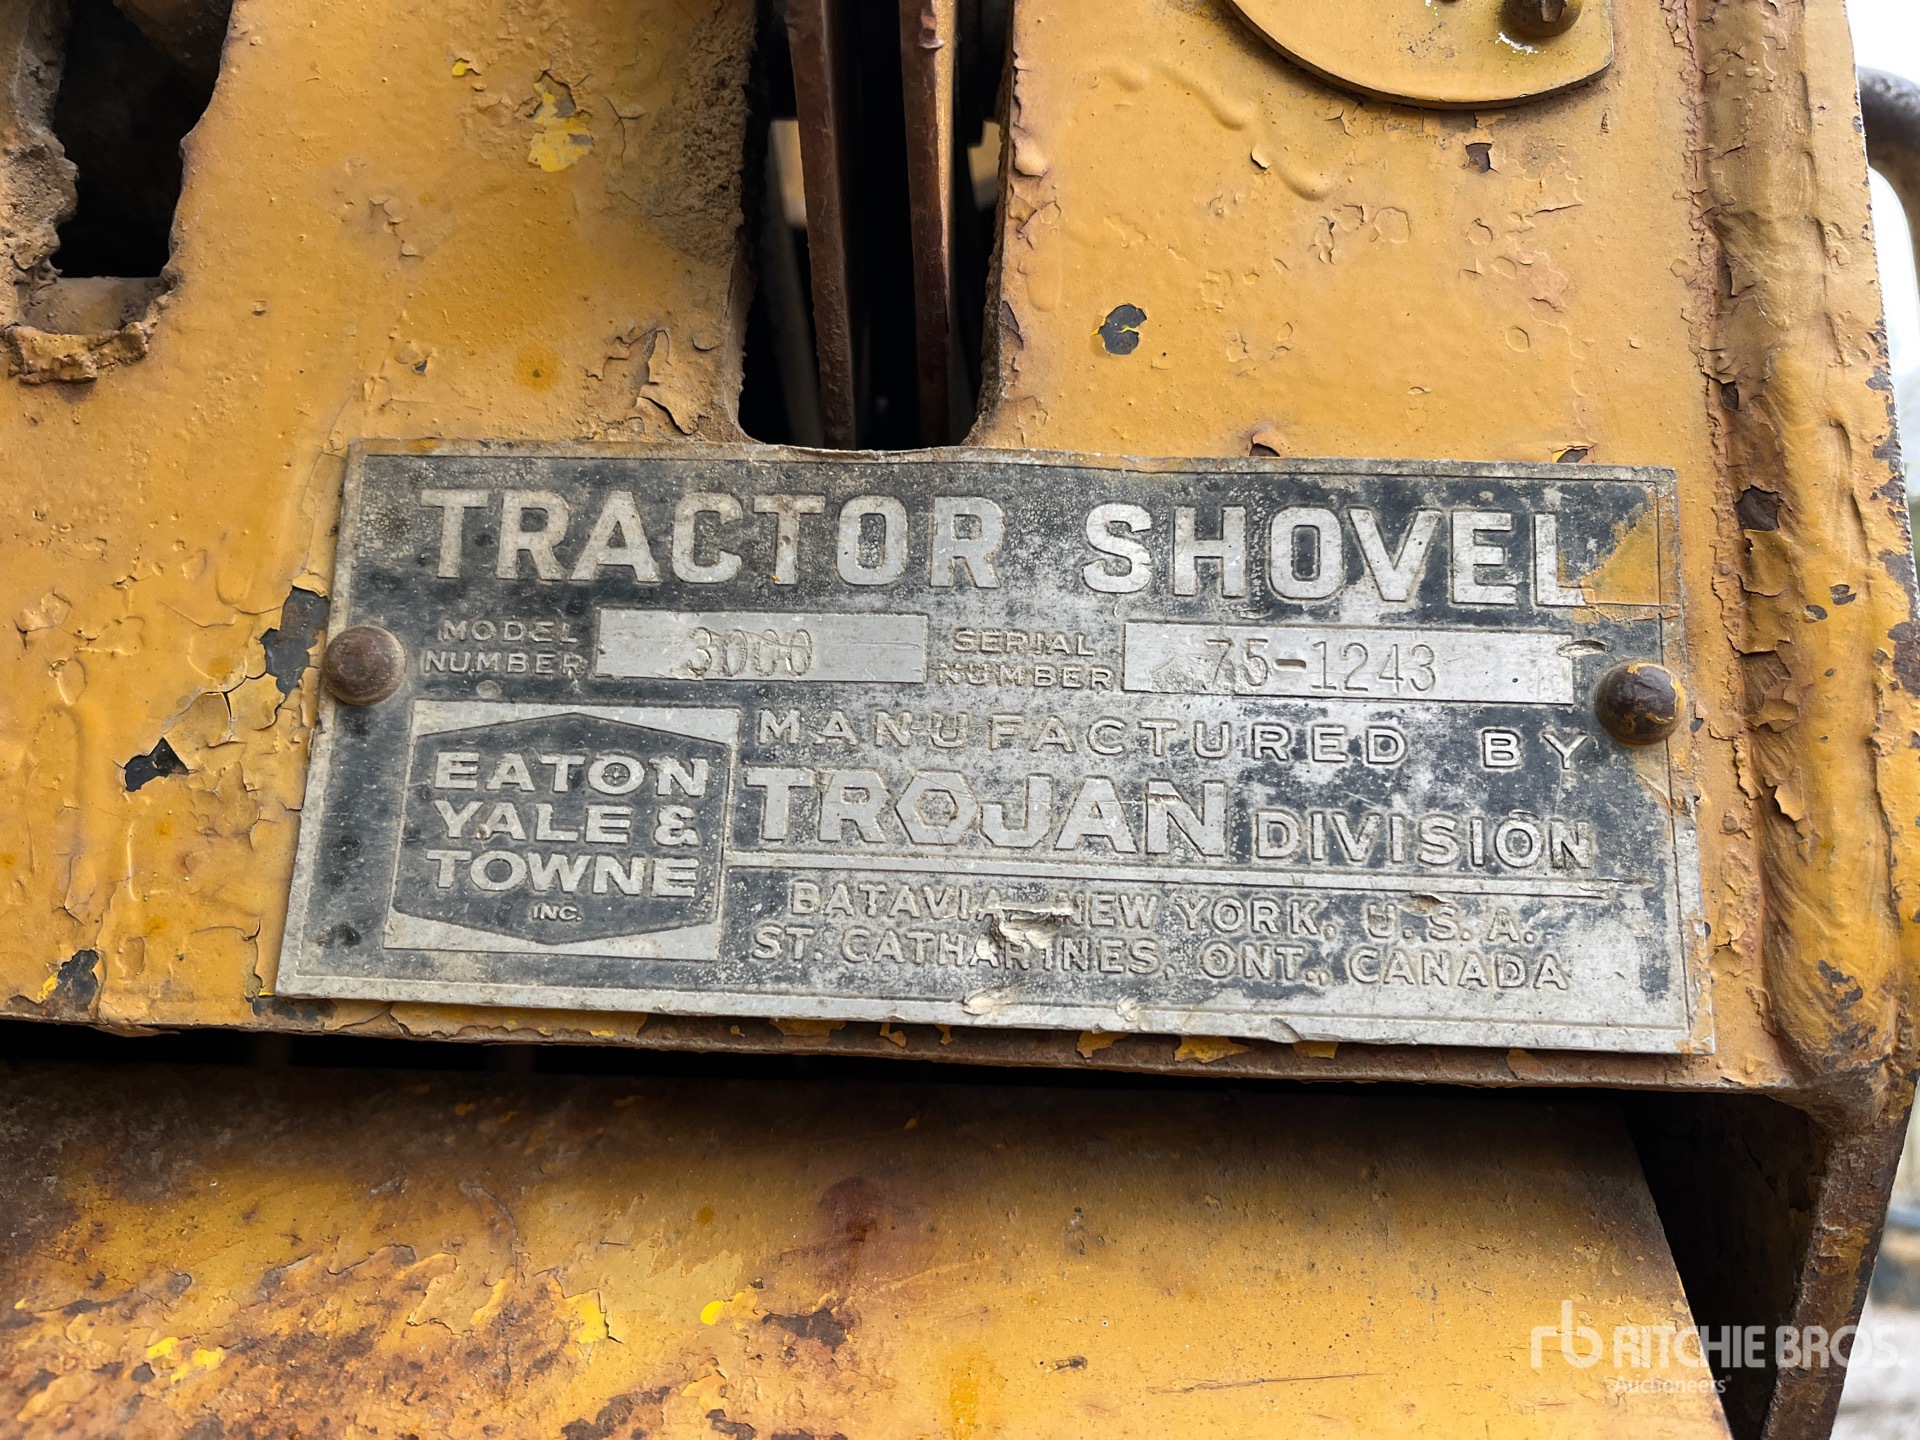 TRACTOR SHOVEL
MODEL NUMBER 3000 SERIAL NUMBER 75-1243
EATON
YALE &
TOWNE
INC.
MANUFACTURED BY
TROJAN DIVISION
BATAVIA, NEW YORK, U.S.A.
ST. CATHARINES, ONT., CANADA
rb RITCHIE BROS.
Auctioneers